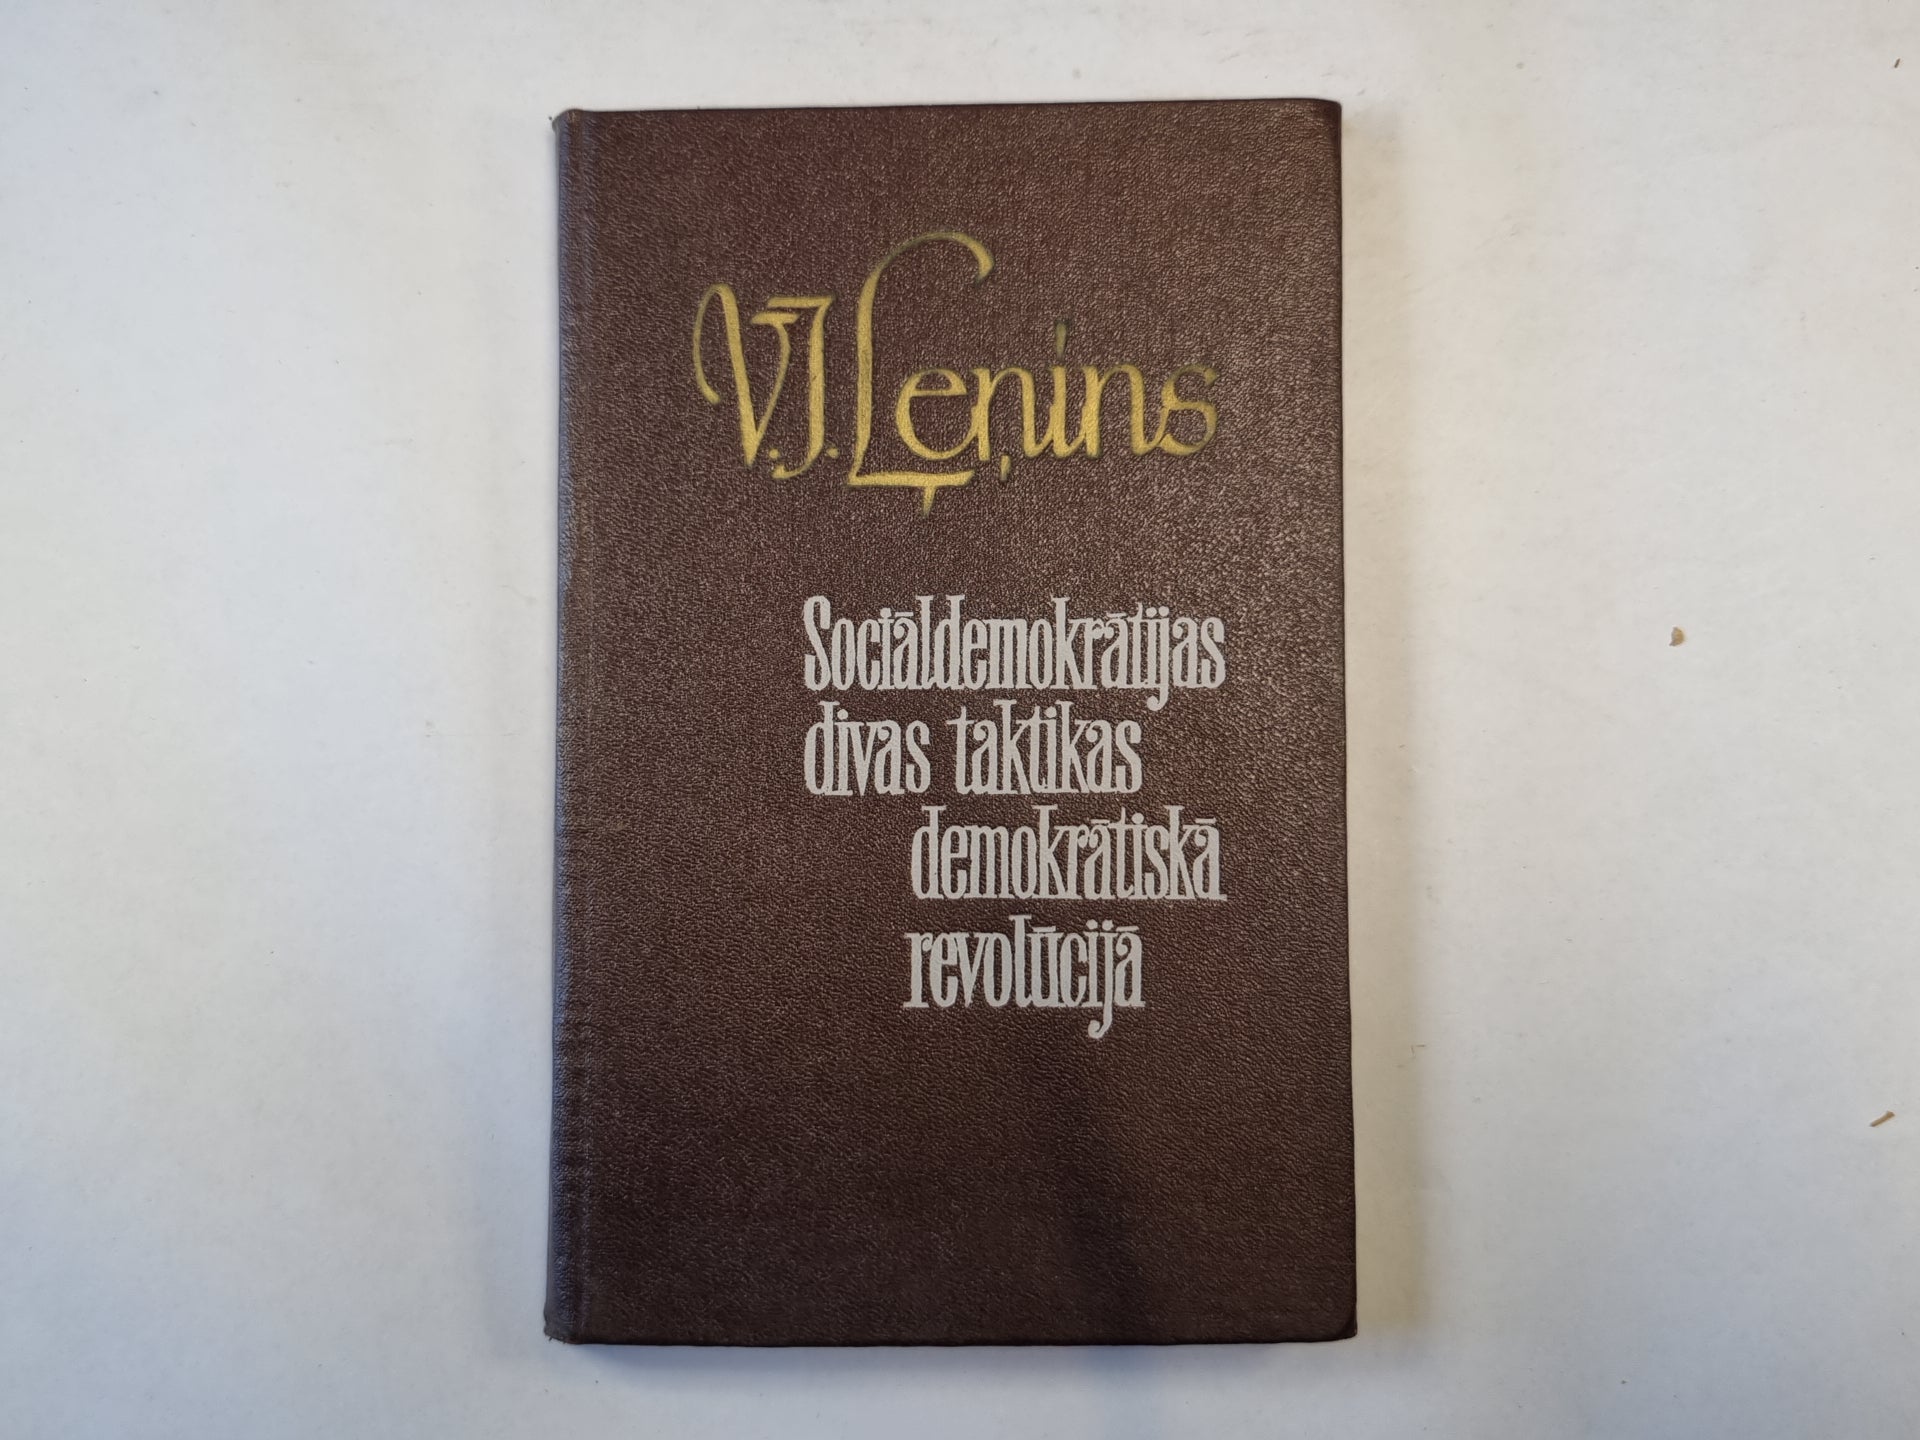 V.I. Ļeņins
Sociāldemokrātijas
divas taktikas
demokrātiskā
revolūcijā